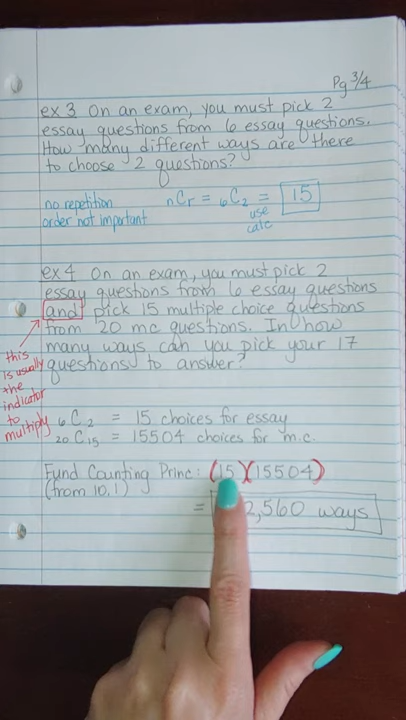 Pg 3/4
ex 3 On an exam, you must pick 2
essay questions from 6 essay questions.
How many different ways are there
to choose 2 questions?
no repetition
order not important
nCr = 6C2 = 15
use
calc
ex 4 On an exam, you must pick 2
essay questions from 6 essay questions
and pick 15 multiple choice questions
from 20 mc questions. In how
many ways can you pick your 17
questions to answer?
this
is usually
the
indicator
to
multiply
6C2 = 15 choices for essay
20C15 = 15504 choices for m.c.
Fund Counting Princ: (15)(15504)
(from 10.1)
= 2,560 ways